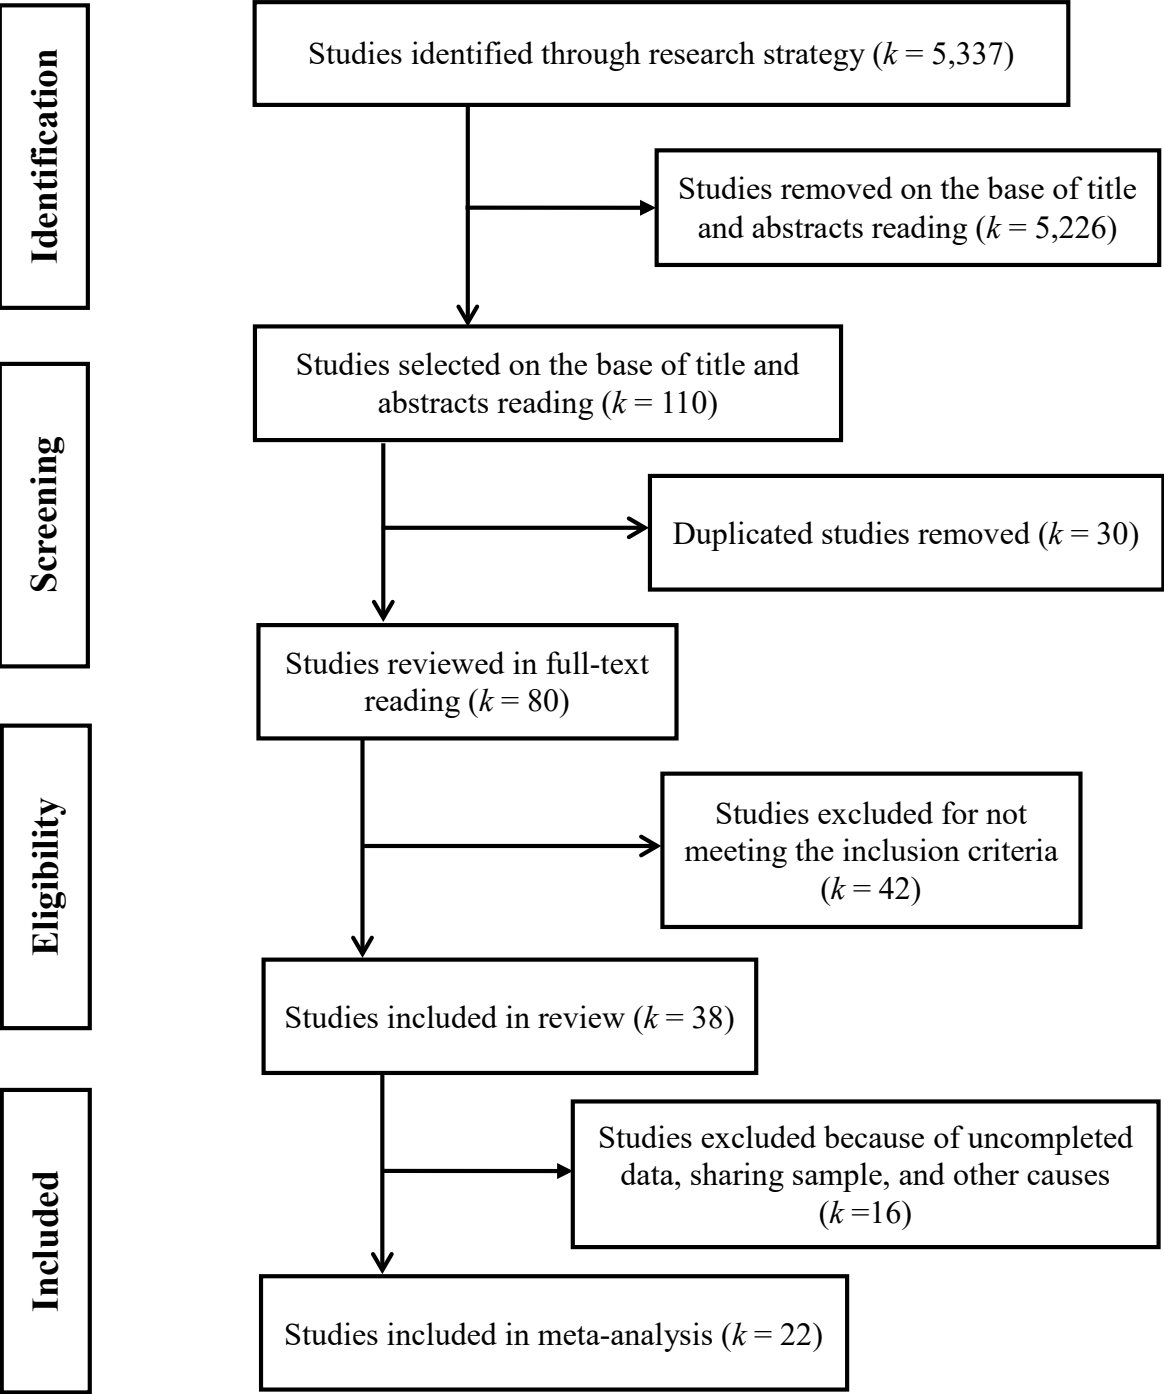 Identification
Studies identified through research strategy (k = 5,337)
Studies removed on the base of title
and abstracts reading (k = 5,226)
Screening
Studies selected on the base of title and
abstracts reading (k = 110)
Duplicated studies removed (k = 30)
Studies reviewed in full-text
reading (k = 80)
Eligibility
Studies excluded for not
meeting the inclusion criteria
(k = 42)
Studies included in review (k = 38)
Included
Studies excluded because of uncompleted
data, sharing sample, and other causes
(k =16)
Studies included in meta-analysis (k = 22)